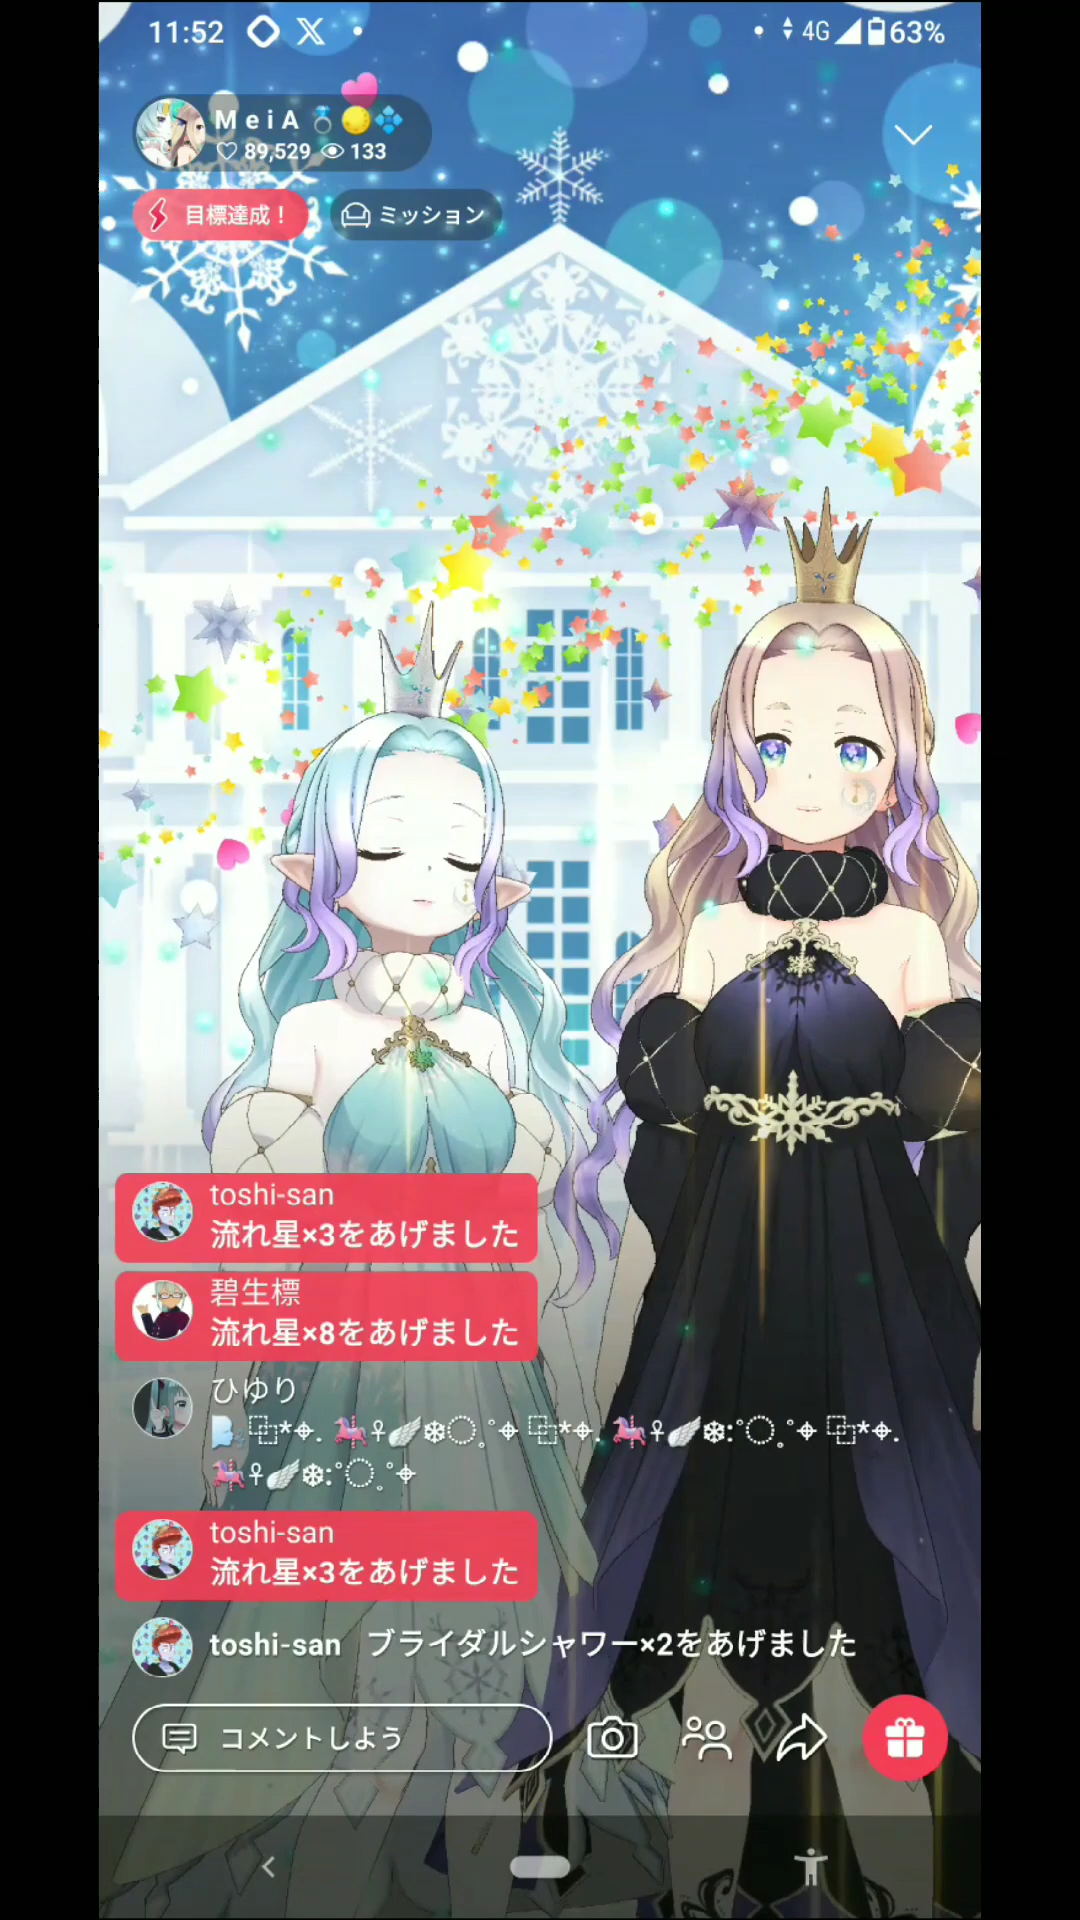 11:52 4G 63%
MeiA
89,529 133
目標達成！ ミッション
toshi-san
流れ星×3をあげました
碧生標
流れ星×8をあげました
ひゆり
toshi-san
流れ星×3をあげました
toshi-san ブライダルシャワー×2をあげました
コメントしよう